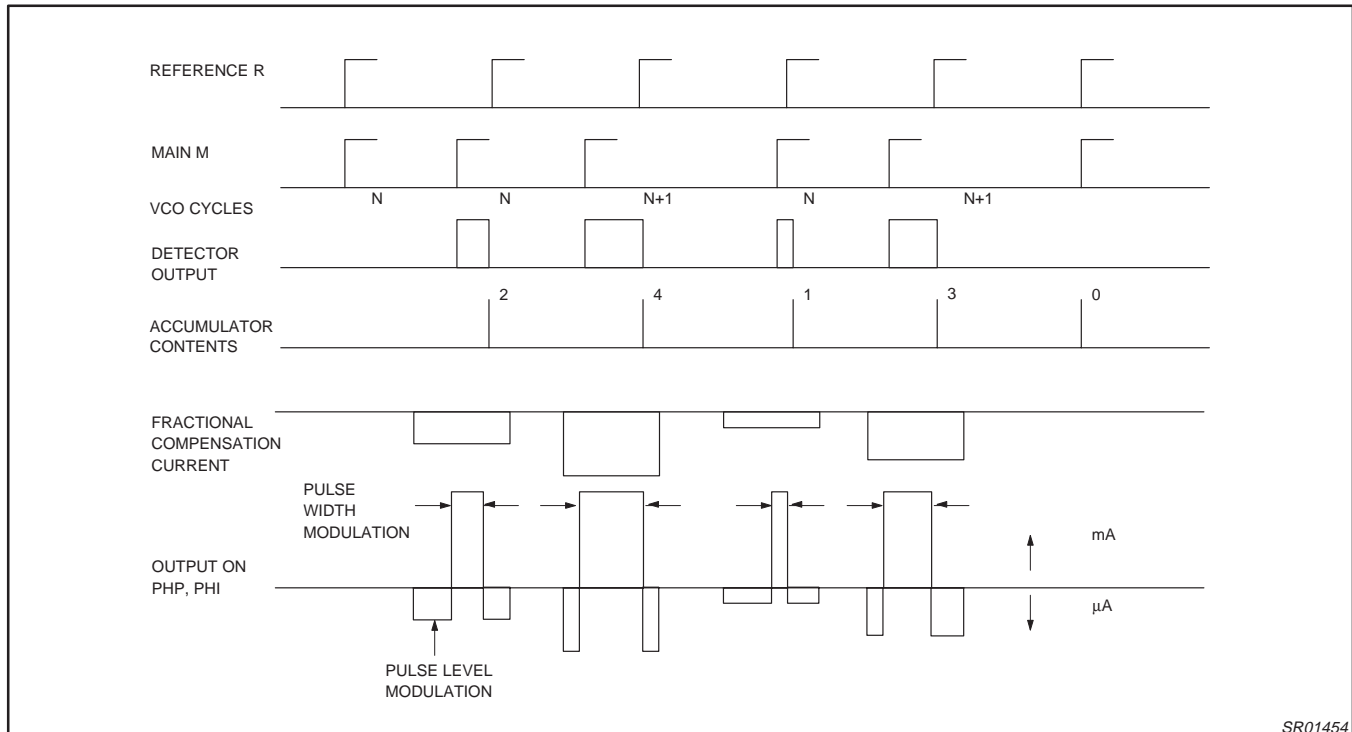 REFERENCE R
MAIN M
N N N+1 N N+1
VCO CYCLES
DETECTOR
OUTPUT
2 4 1 3 0
ACCUMULATOR
CONTENTS
FRACTIONAL
COMPENSATION
CURRENT
PULSE
WIDTH
MODULATION
mA
OUTPUT ON
PHP, PHI
μA
PULSE LEVEL
MODULATION
SR01454